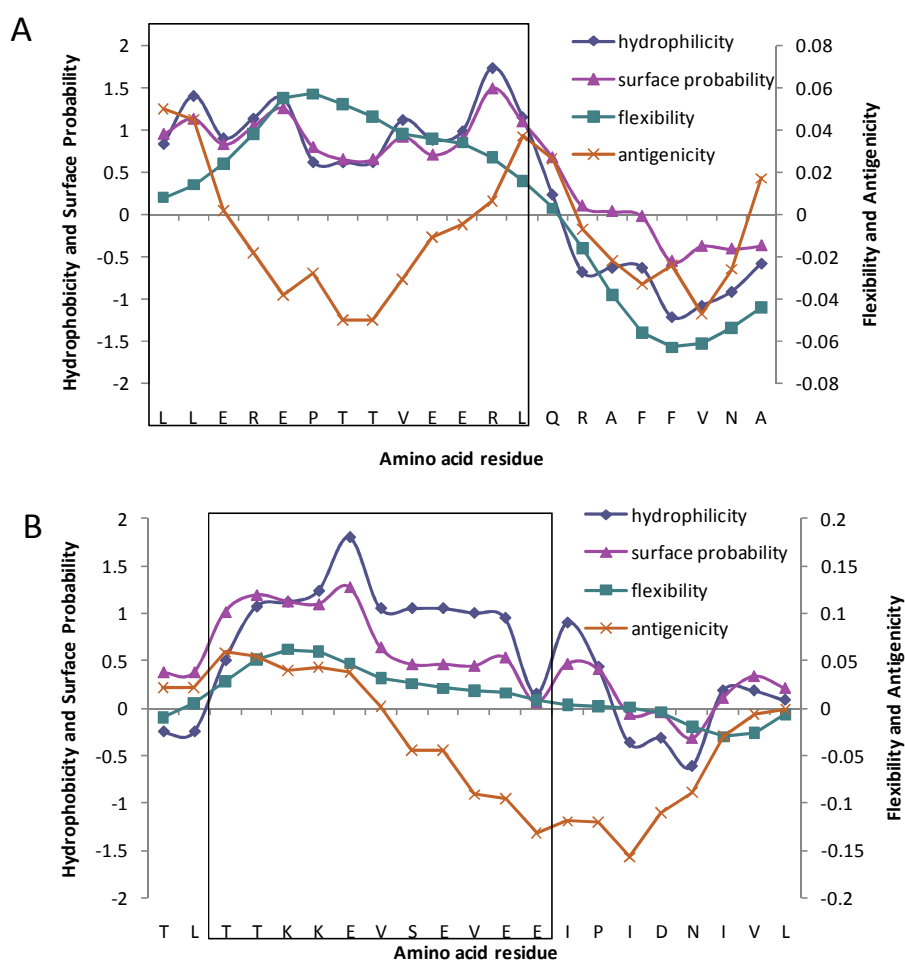 A
hydrophilicity
surface probability
flexibility
antigenicity
Hydrophobicity and Surface Probability
2
1.5
1
0.5
0
-0.5
-1
-1.5
-2
0.08
0.06
0.04
0.02
0
-0.02
-0.04
-0.06
-0.08
Flexibility and Antigenicity
L L E R E P T T V E E R L Q R A F F V N A
Amino acid residue
B
hydrophilicity
surface probability
flexibility
antigenicity
Hydrophobicity and Surface Probability
2
1.5
1
0.5
0
-0.5
-1
-1.5
-2
0.2
0.15
0.1
0.05
0
-0.05
-0.1
-0.15
-0.2
Flexibility and Antigenicity
T L T T K K E V S E V E E I P I D N I V L
Amino acid residue